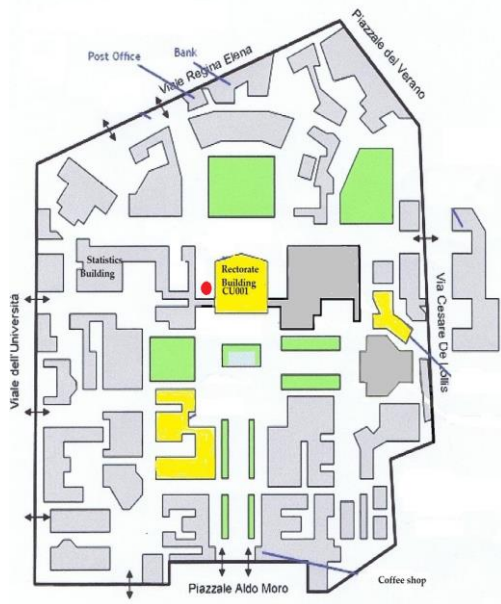 Post Office
Bank
Viale Regina Elena
Piazzale del Verano
Statistics
Building
Rectorate
Building
CU001
Viale dell'Università
Via Cesare De Lollis
Piazzale Aldo Moro
Coffee shop